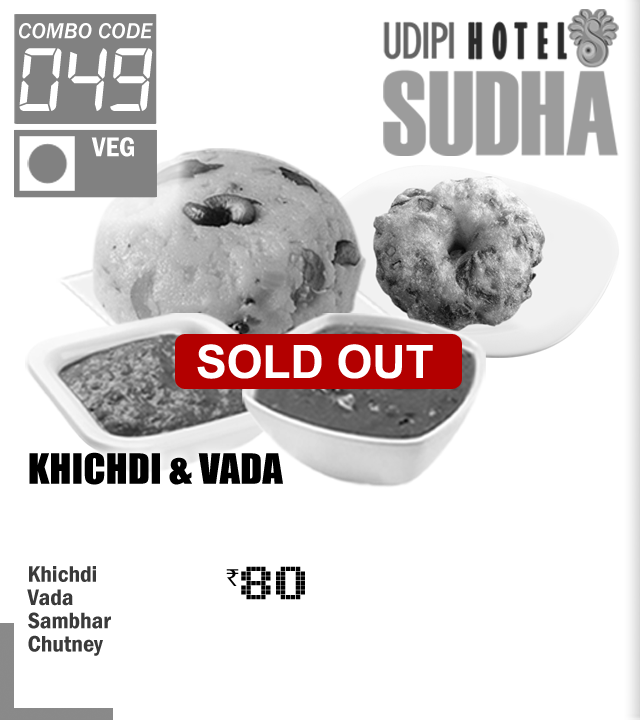 COMBO CODE
049
VEG
UDIPI HOTEL
SUDHA
SOLD OUT
KHICHDI & VADA
Khichdi
Vada
Sambhar
Chutney
₹80